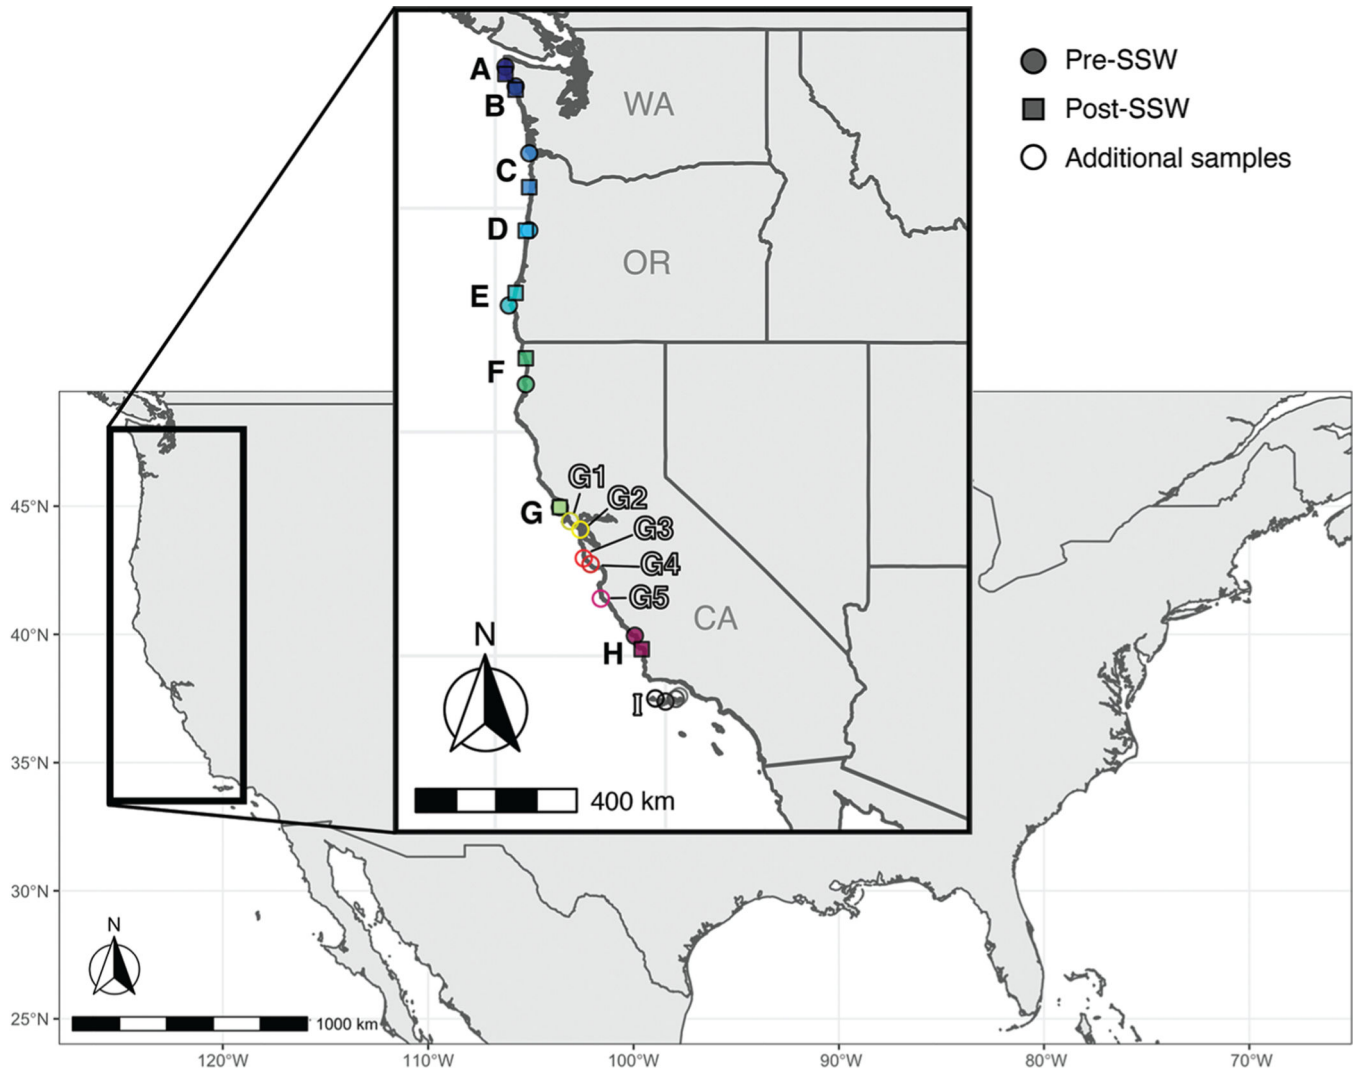 Pre-SSW
Post-SSW
Additional samples
A
B
C
D
E
F
G
G1
G2
G3
G4
G5
H
I
WA
OR
CA
N
400 km
45°N
40°N
35°N
30°N
25°N
N
1000 km
120°W
110°W
100°W
90°W
80°W
70°W